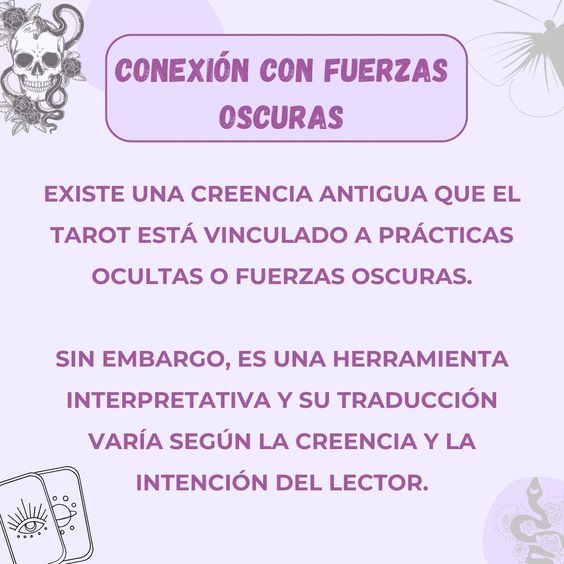 CONEXIÓN CON FUERZAS
OSCURAS
EXISTE UNA CREENCIA ANTIGUA QUE EL
TAROT ESTÁ VINCULADO A PRÁCTICAS
OCULTAS O FUERZAS OSCURAS.
SIN EMBARGO, ES UNA HERRAMIENTA
INTERPRETATIVA Y SU TRADUCCIÓN
VARÍA SEGÚN LA CREENCIA Y LA
INTENCIÓN DEL LECTOR.